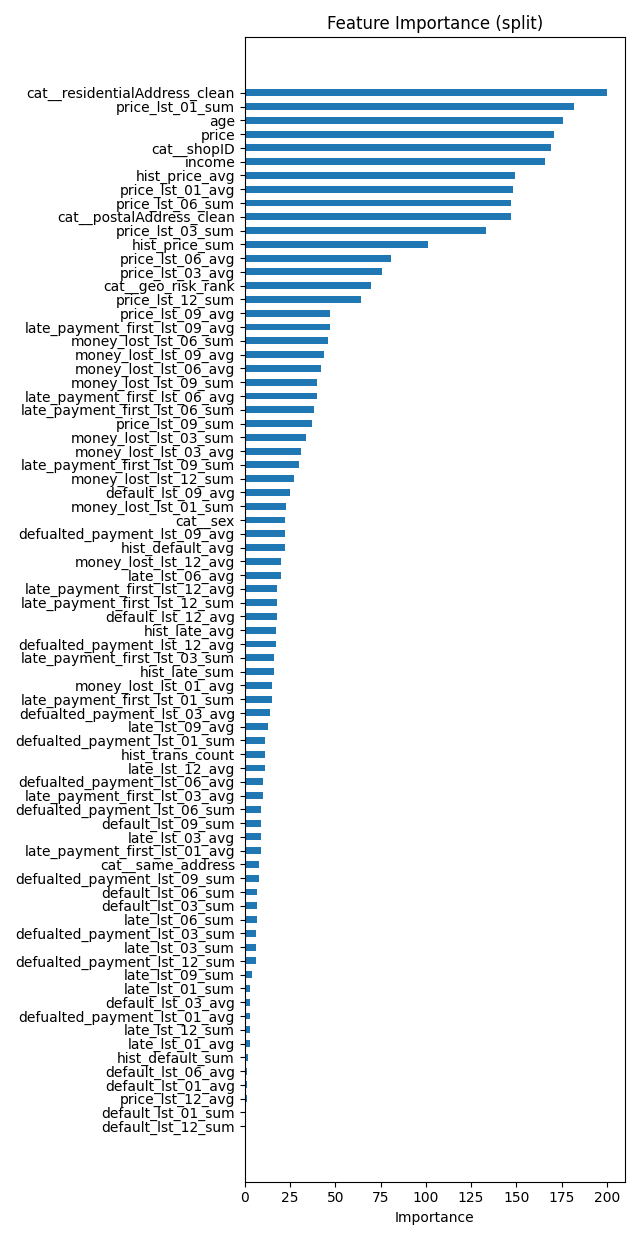 Feature Importance (split)
cat__residentialAddress_clean
price_lst_01_sum
age
price
cat__shopID
income
hist_price_avg
price_lst_01_avg
price_lst_06_sum
cat__postalAddress_clean
price_lst_03_sum
hist_price_sum
price_lst_06_avg
price_lst_03_avg
cat__geo_risk_rank
price_lst_12_sum
price_lst_09_avg
late_payment_first_lst_09_avg
money_lost_lst_06_sum
money_lost_lst_09_avg
money_lost_lst_06_avg
money_lost_lst_09_sum
late_payment_first_lst_06_avg
late_payment_first_lst_06_sum
price_lst_09_sum
money_lost_lst_03_sum
money_lost_lst_03_avg
late_payment_first_lst_09_sum
money_lost_lst_12_sum
default_lst_09_avg
money_lost_lst_01_sum
cat__sex
defualted_payment_lst_09_avg
hist_default_avg
money_lost_lst_12_avg
late_lst_06_avg
late_payment_first_lst_12_avg
late_payment_first_lst_12_sum
default_lst_12_avg
hist_late_avg
defualted_payment_lst_12_avg
late_payment_first_lst_03_sum
hist_late_sum
money_lost_lst_01_avg
late_payment_first_lst_01_sum
defualted_payment_lst_03_avg
late_lst_09_avg
defualted_payment_lst_01_sum
hist_trans_count
late_lst_12_avg
defualted_payment_lst_06_avg
late_payment_first_lst_03_avg
defualted_payment_lst_06_sum
default_lst_09_sum
late_lst_03_avg
late_payment_first_lst_01_avg
cat__same_address
defualted_payment_lst_09_sum
default_lst_06_sum
default_lst_03_sum
late_lst_06_sum
defualted_payment_lst_03_sum
late_lst_03_sum
defualted_payment_lst_12_sum
late_lst_09_sum
late_lst_01_sum
default_lst_03_avg
defualted_payment_lst_01_avg
late_lst_12_sum
late_lst_01_avg
hist_default_sum
default_lst_06_avg
default_lst_01_avg
price_lst_12_avg
default_lst_01_sum
default_lst_12_sum
0 25 50 75 100 125 150 175 200
Importance